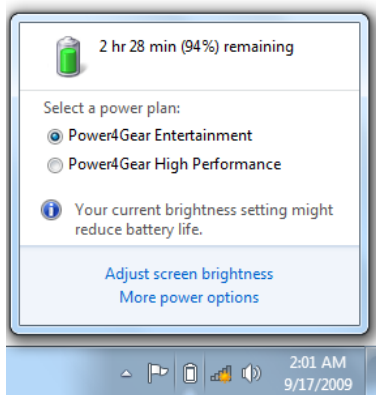 2 hr 28 min (94%) remaining
Select a power plan:
Power4Gear Entertainment
Power4Gear High Performance
Your current brightness setting might
reduce battery life.
Adjust screen brightness
More power options
2:01 AM
9/17/2009